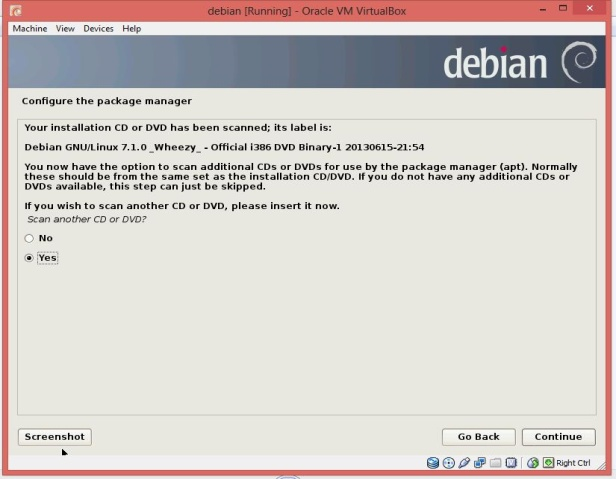 debian [Running] - Oracle VM VirtualBox
Machine View Devices Help
debian
Configure the package manager
Your installation CD or DVD has been scanned; its label is:
Debian GNU/Linux 7.1.0 _Wheezy_ - Official i386 DVD Binary-1 20130615-21:54
You now have the option to scan additional CDs or DVDs for use by the package manager (apt). Normally
these should be from the same set as the installation CD/DVD. If you do not have any additional CDs or
DVDs available, this step can just be skipped.
If you wish to scan another CD or DVD, please insert it now.
Scan another CD or DVD?
No
Yes
Screenshot
Go Back
Continue
Right Ctrl